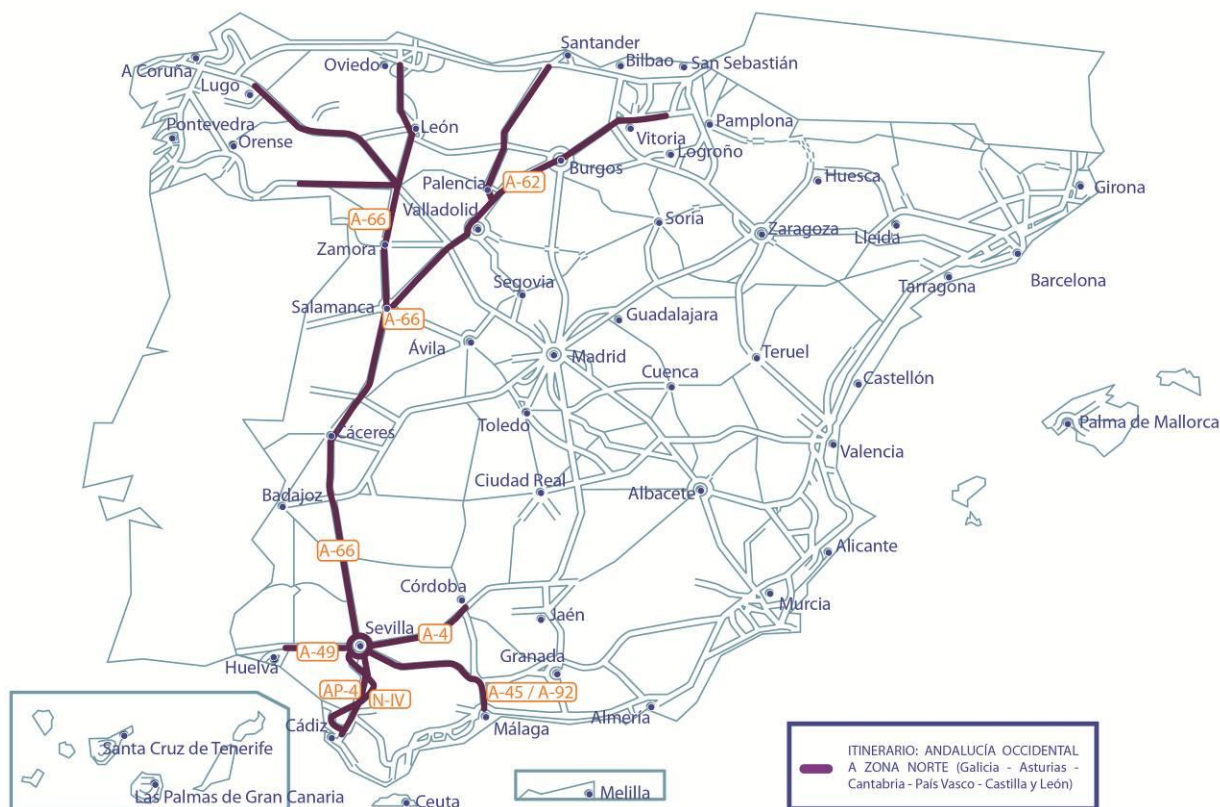 Santander
Bilbao
San Sebastián
A Coruña
Oviedo
Lugo
Pontevedra
Orense
León
Vitoria
Pamplona
Logroño
Burgos
Palencia
A-62
Huesca
Girona
Valladolid
A-66
Soria
Zaragoza
Lleida
Zamora
Barcelona
Tarragona
Segovia
Salamanca
A-66
Guadalajara
Ávila
Madrid
Teruel
Cuenca
Castellón
Toledo
Palma de Mallorca
Cáceres
Valencia
Ciudad Real
Albacete
Badajoz
A-66
Alicante
Córdoba
Murcia
Jaén
Sevilla
A-4
A-49
Huelva
Granada
AP-4
N-IV
A-45 / A-92
Cádiz
Málaga
Almería
Santa Cruz de Tenerife
Las Palmas de Gran Canaria
Ceuta
Melilla
ITINERARIO: ANDALUCÍA OCCIDENTAL
A ZONA NORTE (Galicia - Asturias -
Cantabria - País Vasco - Castilla y León)